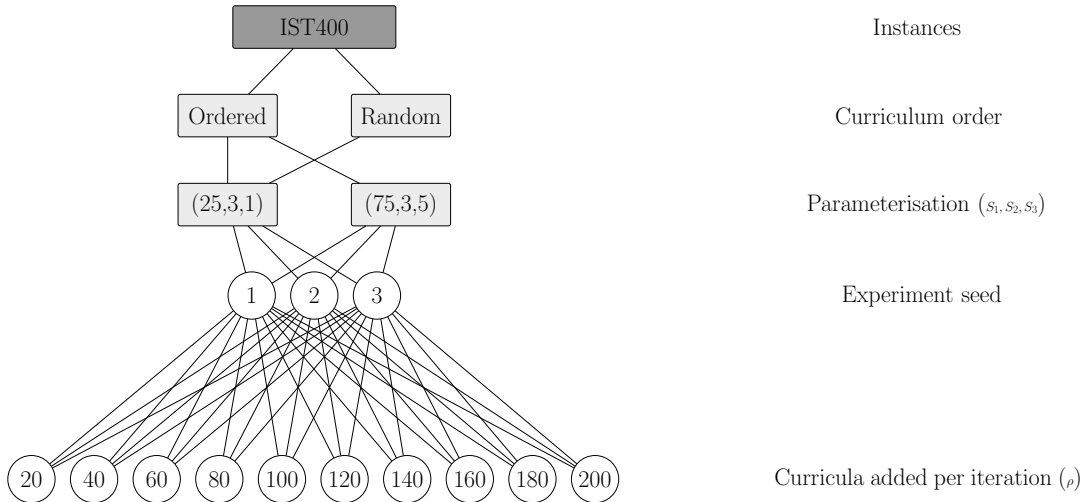 IST400 Instances
Ordered Random Curriculum order
(25,3,1) (75,3,5) Parameterisation (S₁,S₂,S₃)
1 2 3 Experiment seed
20 40 60 80 100 120 140 160 180 200 Curricula added per iteration (ρ)